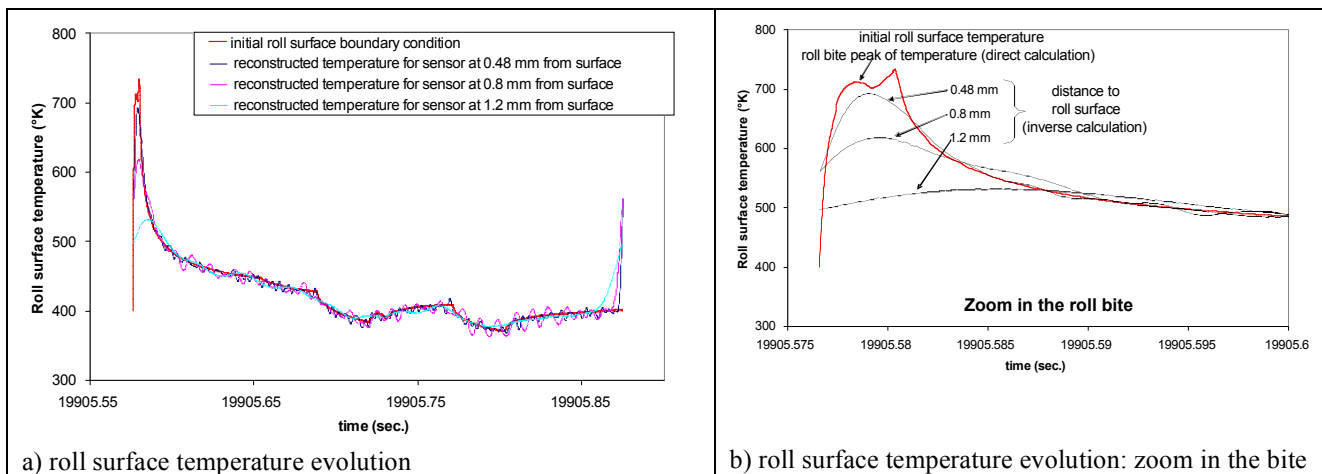 800
700
600
500
400
300
Roll surface temperature (°K)
initial roll surface boundary condition
reconstructed temperature for sensor at 0.48 mm from surface
reconstructed temperature for sensor at 0.8 mm from surface
reconstructed temperature for sensor at 1.2 mm from surface
19905.55 19905.65 19905.75 19905.85
time (sec.)
a) roll surface temperature evolution
800
700
600
500
400
300
Roll surface temperature (°K)
initial roll surface temperature
roll bite peak of temperature (direct calculation)
0.48 mm
0.8 mm
1.2 mm
distance to
roll surface
(inverse calculation)
Zoom in the roll bite
19905.575 19905.58 19905.585 19905.59 19905.595 19905.6
time (sec.)
b) roll surface temperature evolution: zoom in the bite